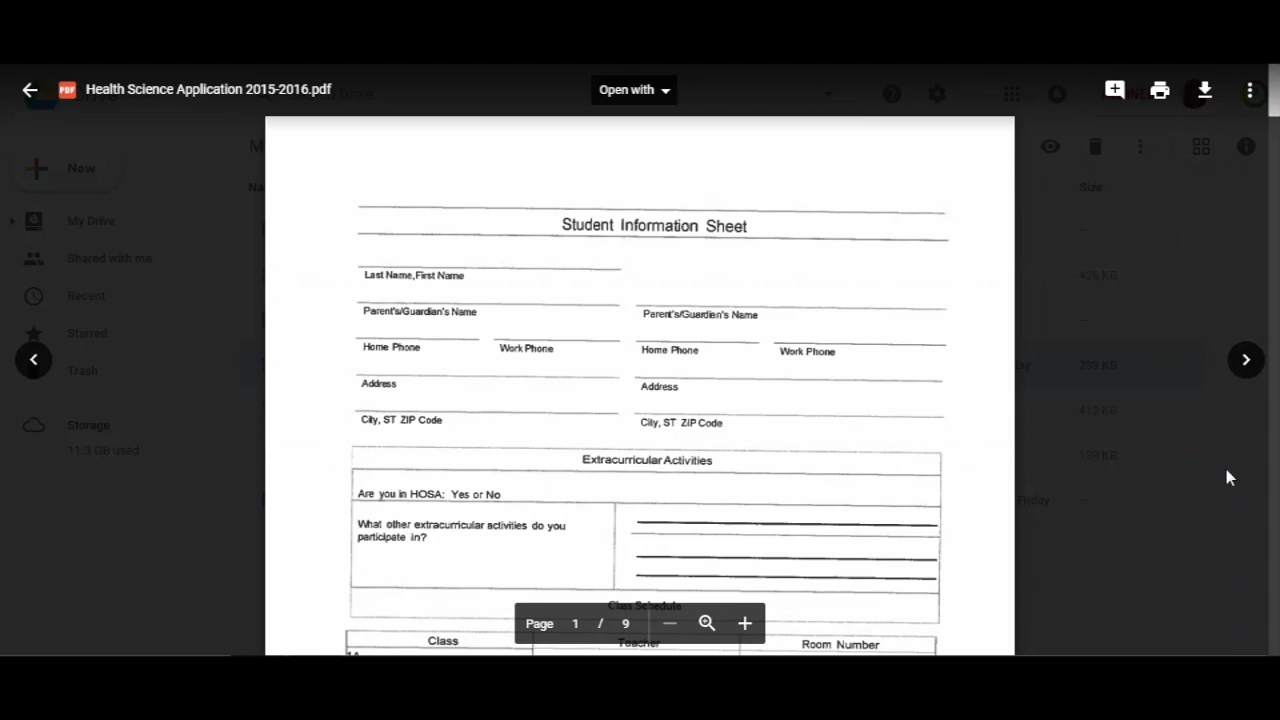 PDF Health Science Application 2015-2016.pdf Open with
New
Name
Size
My Drive
Shared with me
426 KB
Recent
Starred
239 KB
Trash
412 KB
Storage
11.3 GB used
199 KB
Friday
Student Information Sheet
Last Name,First Name
Parent's/Guardian's Name Parent's/Guardian's Name
Home Phone Work Phone Home Phone Work Phone
Address Address
City, ST ZIP Code City, ST ZIP Code
Extracurricular Activities
Are you in HOSA: Yes or No
What other extracurricular activities do you
participate in?
Class Schedule
Page 1 / 9
Class Teacher Room Number
1A